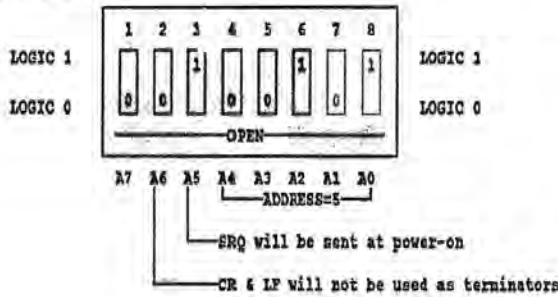 1 2 3 4 5 6 7 8
LOGIC 1 1 1 1 LOGIC 1
LOGIC 0 0 0 0 0 0 LOGIC 0
OPEN
A7 A6 A5 A4 A3 A2 A1 A0
ADDRESS=5
SRQ will be sent at power-on
CR & LF will not be used as terminators